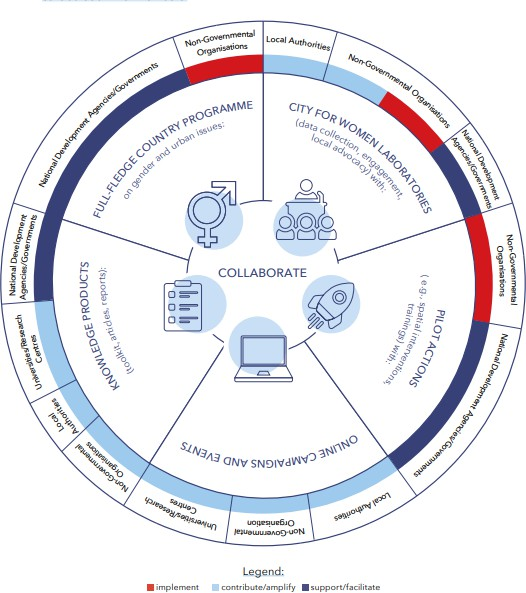 Non-Governmental
Organisations
Local Authorities
Non-Governmental Organisations
National Development
Agencies/Governments
Non-Governmental
Organisations
National Development Agencies/Governments
Local Authorities
Non-Governmental
Organisation
Universities/Research
Centres
Non-Governmental
Organisations
Local
Authorities
Universities/Research
Centres
National Development
Agencies/Governments
National Development Agencies/Governments
FULL-FLEDGE COUNTRY PROGRAMME
on gender and urban issues:
CITY FOR WOMEN LABORATORIES
(data collection, engagement,
local advocacy) with:
PILOT ACTIONS
( e.g., spatial interventions,
trainings) with:
ONLINE CAMPAIGNS AND EVENTS
KNOWLEDGE PRODUCTS
(toolkit, articles, reports):
COLLABORATE
Legend:
implement contribute/amplify support/facilitate